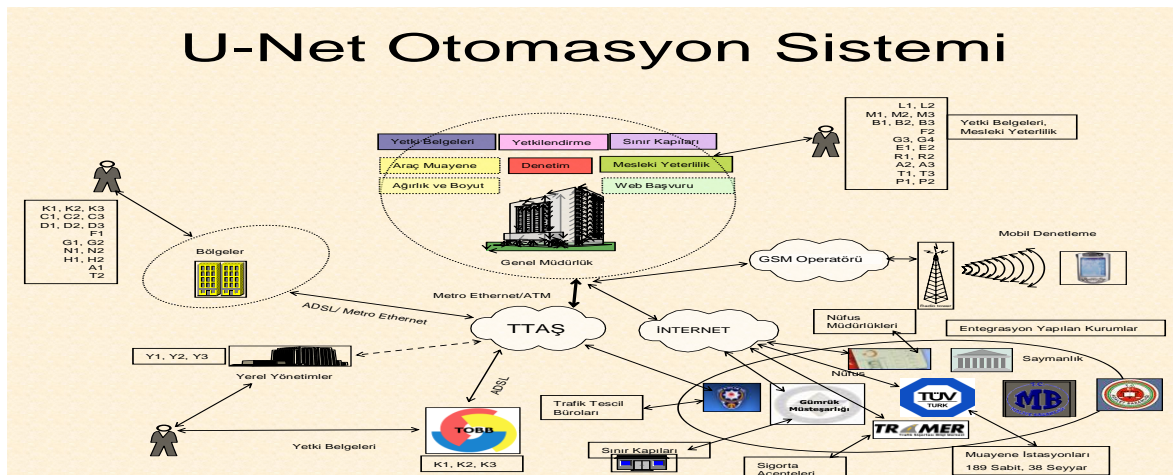 U-Net Otomasyon Sistemi
L1, L2
M1, M2, M3
B1, B2, B3
F2
G3, G4
E1, E2
R1, R2
A2, A3
T1, T3
P1, P2
Yetki Belgeleri,
Mesleki Yeterlilik
Yetki Belgeleri
Yetkilendirme
Sınır Kapıları
Araç Muayene
Denetim
Mesleki Yeterlilik
Ağırlık ve Boyut
Web Başvuru
Genel Müdürlük
K1, K2, K3
C1, C2, C3
D1, D2, D3
F1
G1, G2
N1, N2
H1, H2
A1
T2
Bölgeler
GSM Operatörü
Mobil Denetleme
Radio tower
Metro Ethernet/ATM
ADSL/ Metro Ethernet
TTAŞ
İNTERNET
Nüfus
Müdürlükleri
Entegrasyon Yapılan Kurumlar
Y1, Y2, Y3
Yerel Yönetimler
ADSL
Saymanlık
Nüfus
Trafik Tescil
Büroları
Gümrük
Müsteşarlığı
TÜV
TURK
MB
TRAMER
TOBB
Yetki Belgeleri
K1, K2, K3
Sınır Kapıları
Sigorta
Acenteleri
Muayene İstasyonları
189 Sabit, 38 Seyyar